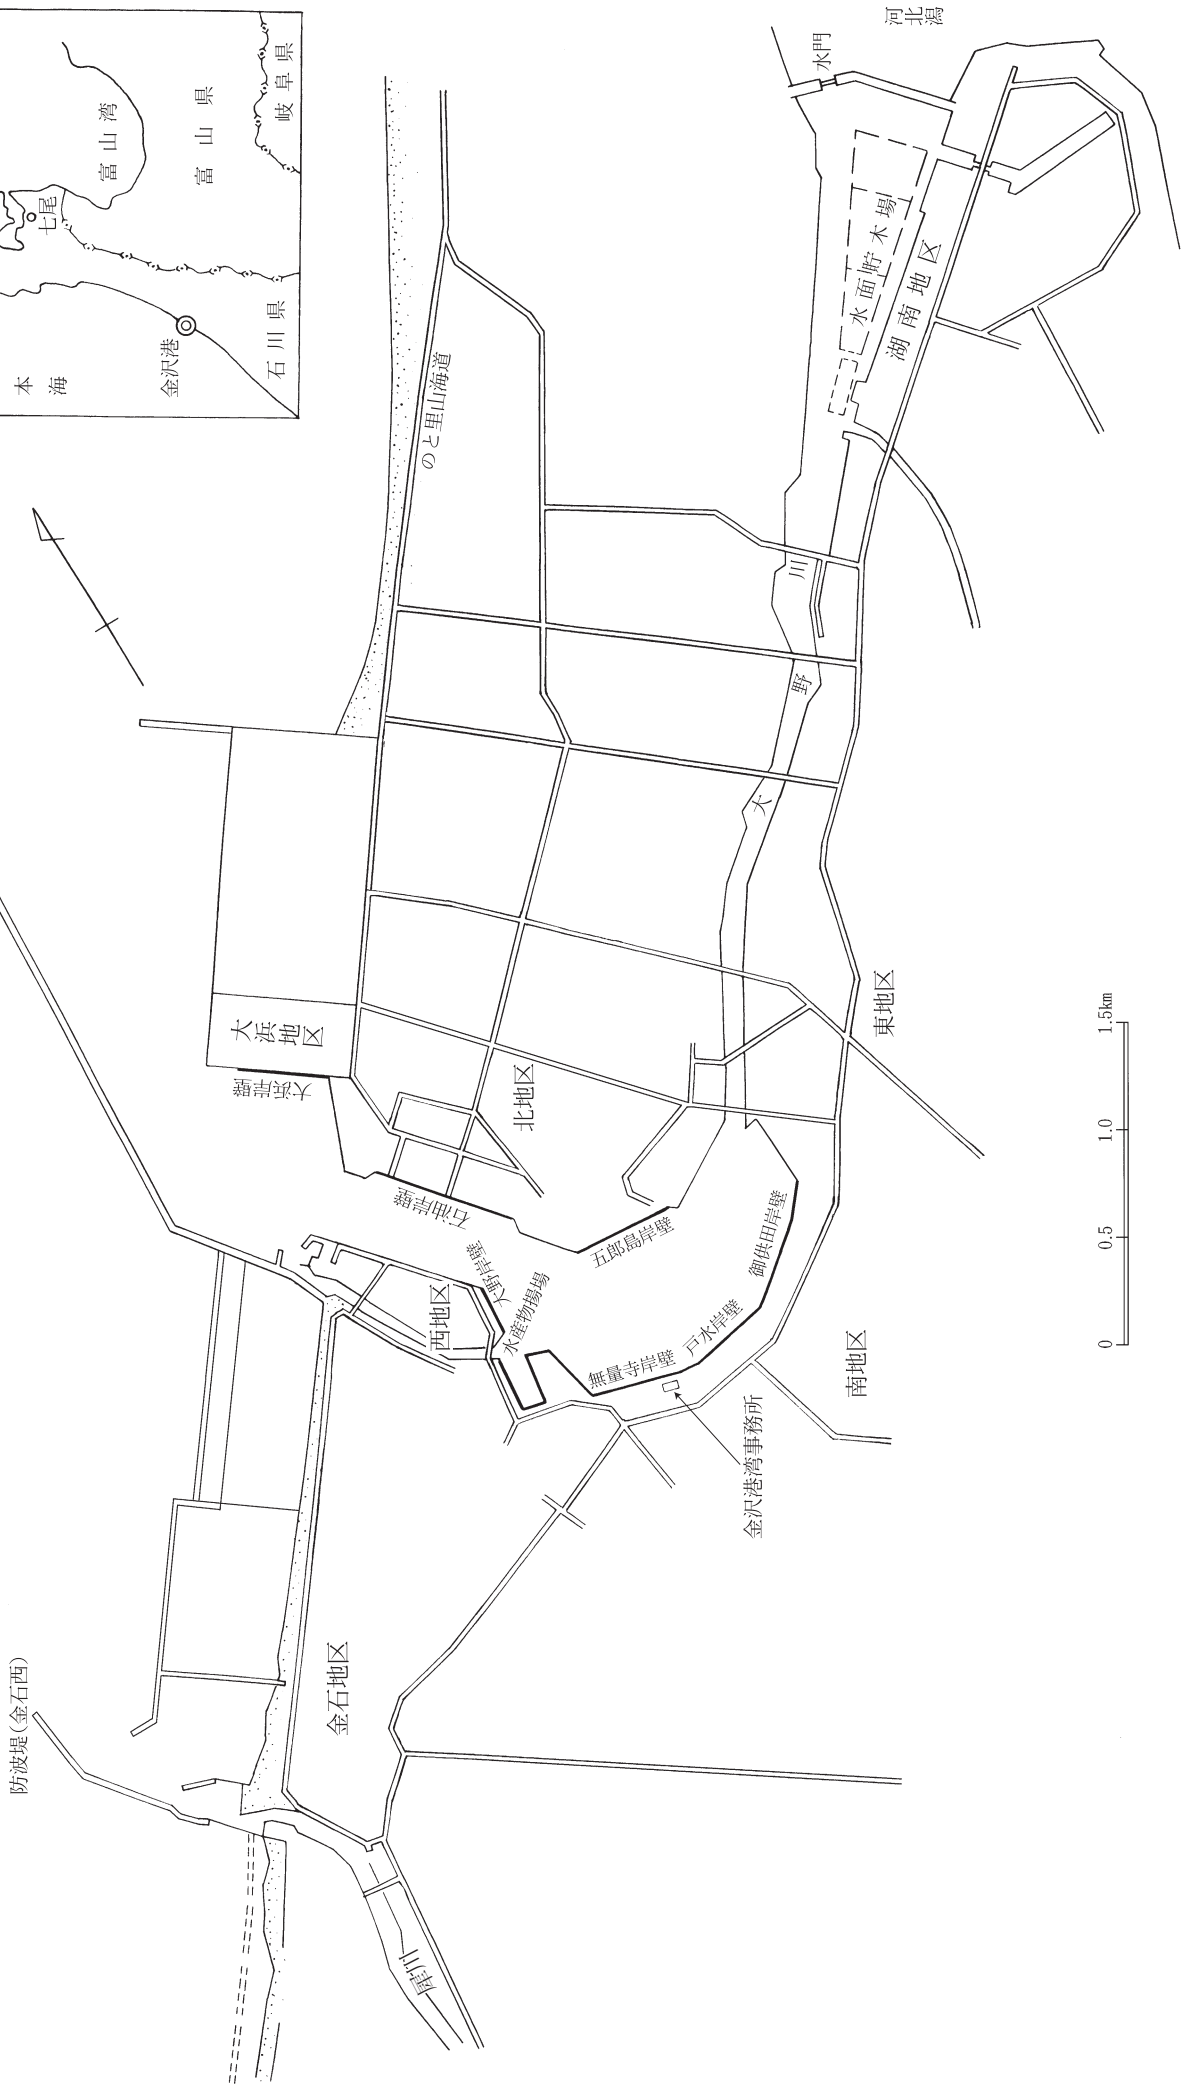 河北潟
水門
富山湾
富山県
岐阜県
七尾
石川県
金沢港
本海
のと里山海道
水面貯木場
湖南地区
大野川
大浜地区
大浜岸壁
北地区
東地区
石油岸壁
五郎島岸壁
御供田岸壁
大野岸壁
西地区
水産物揚場
戸水岸壁
無量寺岸壁
南地区
金沢港湾事務所
金石地区
防波堤(金石西)
犀川
0
0.5
1.0
1.5km